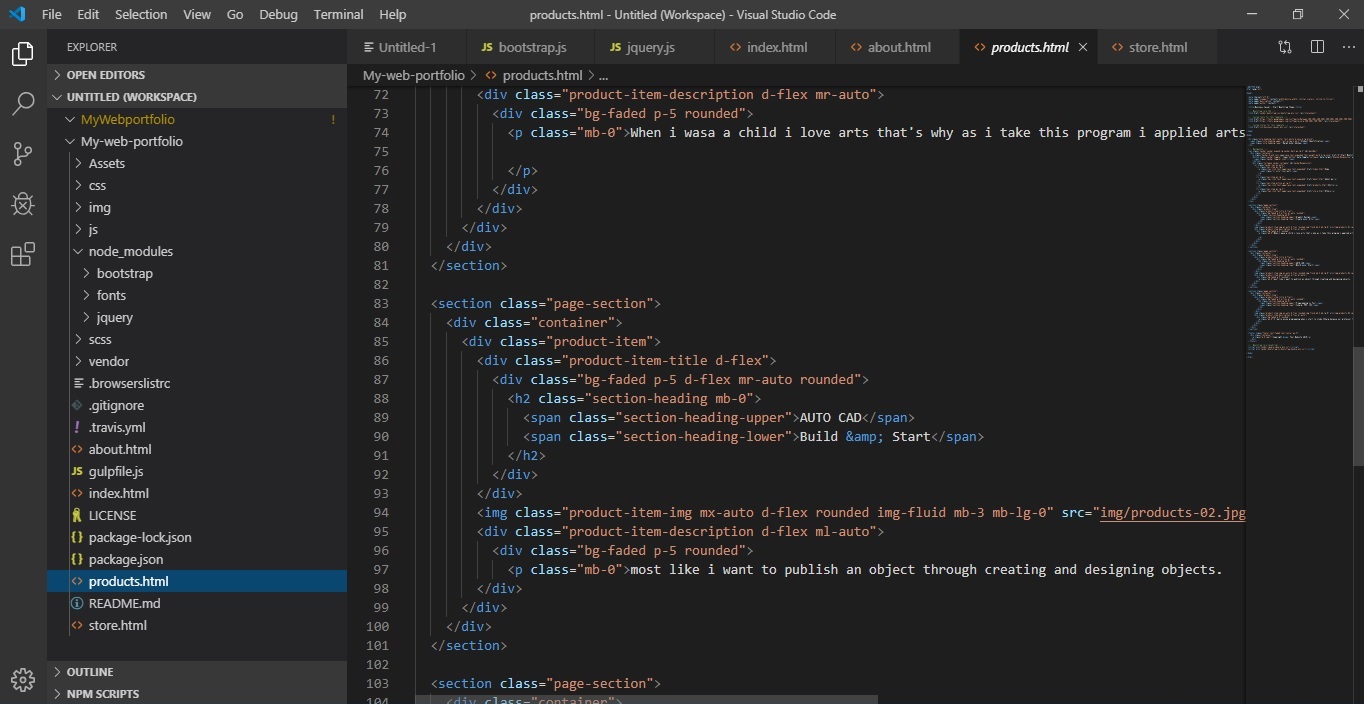 File Edit Selection View Go Debug Terminal Help products.html - Untitled (Workspace) - Visual Studio Code
EXPLORER
OPEN EDITORS
UNTITLED (WORKSPACE)
MyWebportfolio !
My-web-portfolio
Assets
css
img
js
node_modules
bootstrap
fonts
jquery
scss
vendor
.browserslistrc
.gitignore
! .travis.yml
<> about.html
JS gulpfile.js
<> index.html
LICENSE
{} package-lock.json
{} package.json
<> products.html
README.md
<> store.html
OUTLINE
NPM SCRIPTS
Untitled-1 JS bootstrap.js JS jquery.js <> index.html <> about.html <> products.html <> store.html
My-web-portfolio > <> products.html > ...
72 <div class="product-item-description d-flex mr-auto">
73 <div class="bg-faded p-5 rounded">
74 <p class="mb-0">When i wasa a child i love arts that's why as i take this program i applied arts
75
76 </p>
77 </div>
78 </div>
79 </div>
80 </div>
81 </section>
82
83 <section class="page-section">
84 <div class="container">
85 <div class="product-item">
86 <div class="product-item-title d-flex">
87 <div class="bg-faded p-5 d-flex mr-auto rounded">
88 <h2 class="section-heading mb-0">
89 <span class="section-heading-upper">AUTO CAD</span>
90 <span class="section-heading-lower">Build &amp; Start</span>
91 </h2>
92 </div>
93 </div>
94 <img class="product-item-img mx-auto d-flex rounded img-fluid mb-3 mb-lg-0" src="img/products-02.jpg
95 <div class="product-item-description d-flex ml-auto">
96 <div class="bg-faded p-5 rounded">
97 <p class="mb-0">most like i want to publish an object through creating and designing objects.
98 </div>
99 </div>
100 </div>
101 </section>
102
103 <section class="page-section">
104 <div class="container">